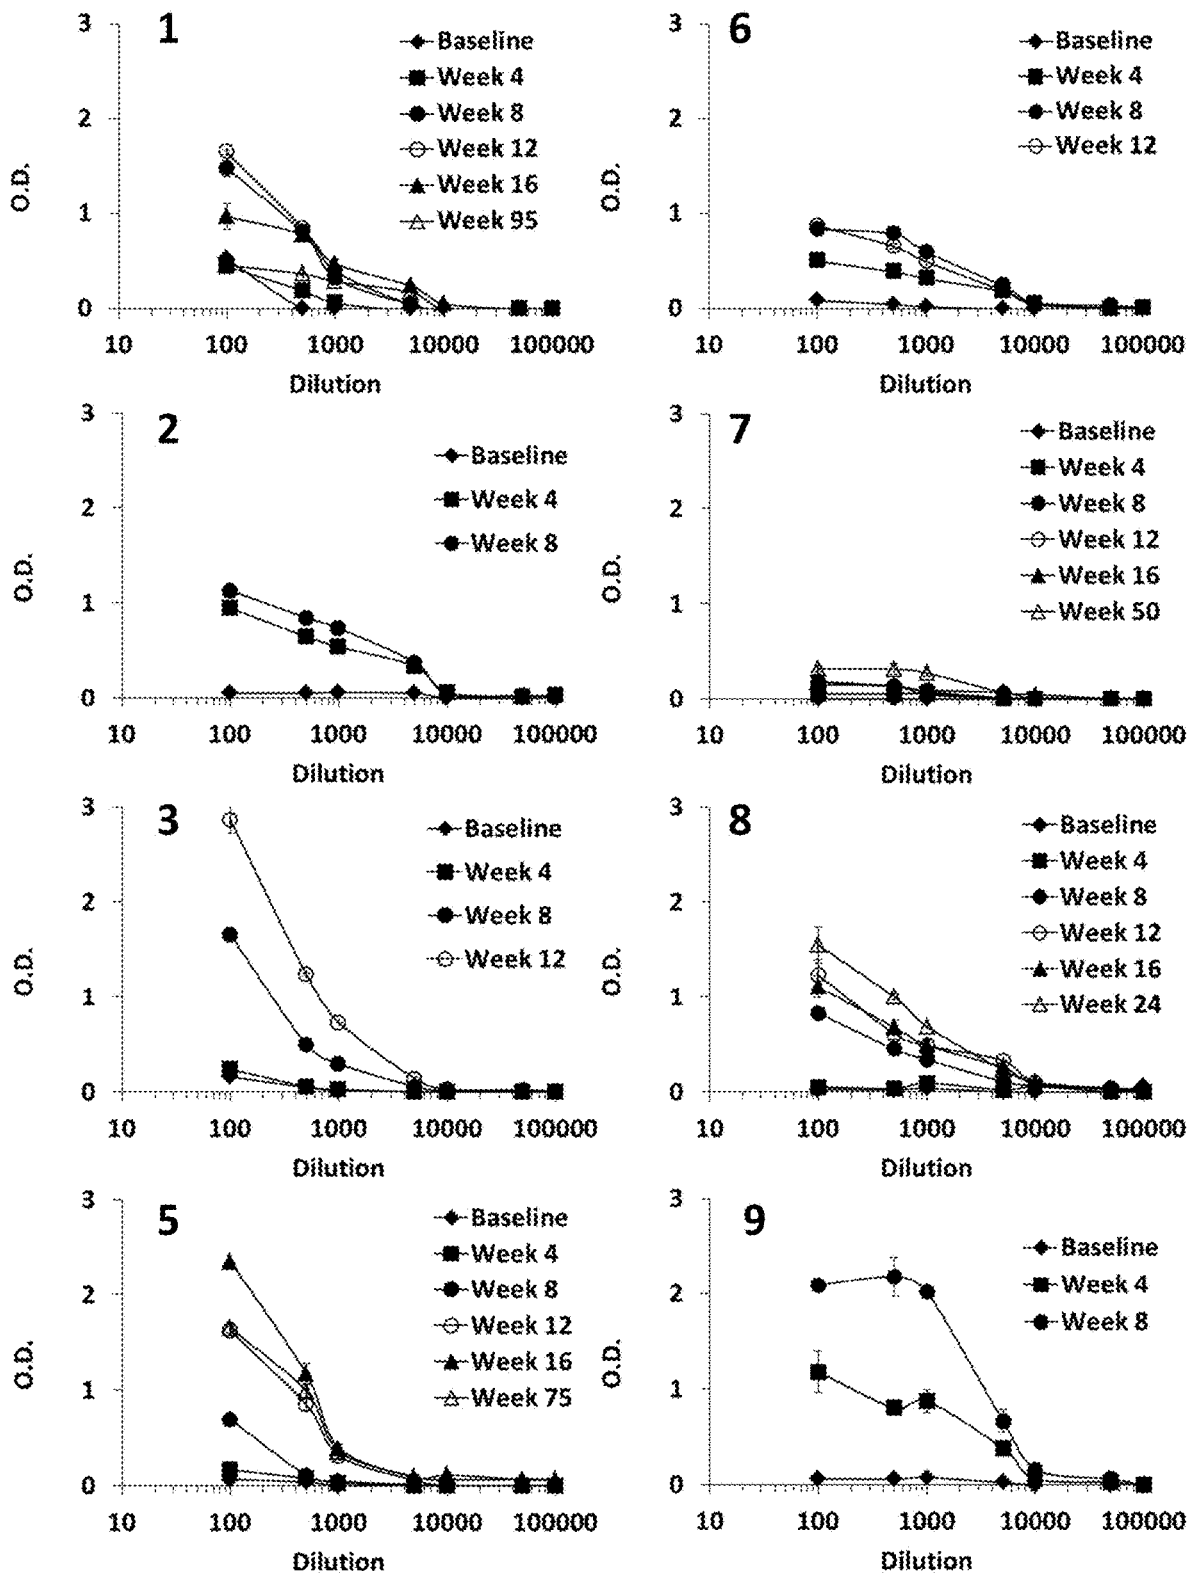 1
3
2
1
0
O.D.
10 100 1000 10000 100000
Dilution
Baseline
Week 4
Week 8
Week 12
Week 16
Week 95
6
3
2
1
0
O.D.
10 100 1000 10000 100000
Dilution
Baseline
Week 4
Week 8
Week 12
2
3
2
1
0
O.D.
10 100 1000 10000 100000
Dilution
Baseline
Week 4
Week 8
7
3
2
1
0
O.D.
10 100 1000 10000 100000
Dilution
Baseline
Week 4
Week 8
Week 12
Week 16
Week 50
3
3
2
1
0
O.D.
10 100 1000 10000 100000
Dilution
Baseline
Week 4
Week 8
Week 12
8
3
2
1
0
O.D.
10 100 1000 10000 100000
Dilution
Baseline
Week 4
Week 8
Week 12
Week 16
Week 24
5
3
2
1
0
O.D.
10 100 1000 10000 100000
Dilution
Baseline
Week 4
Week 8
Week 12
Week 16
Week 75
9
3
2
1
0
O.D.
10 100 1000 10000 100000
Dilution
Baseline
Week 4
Week 8